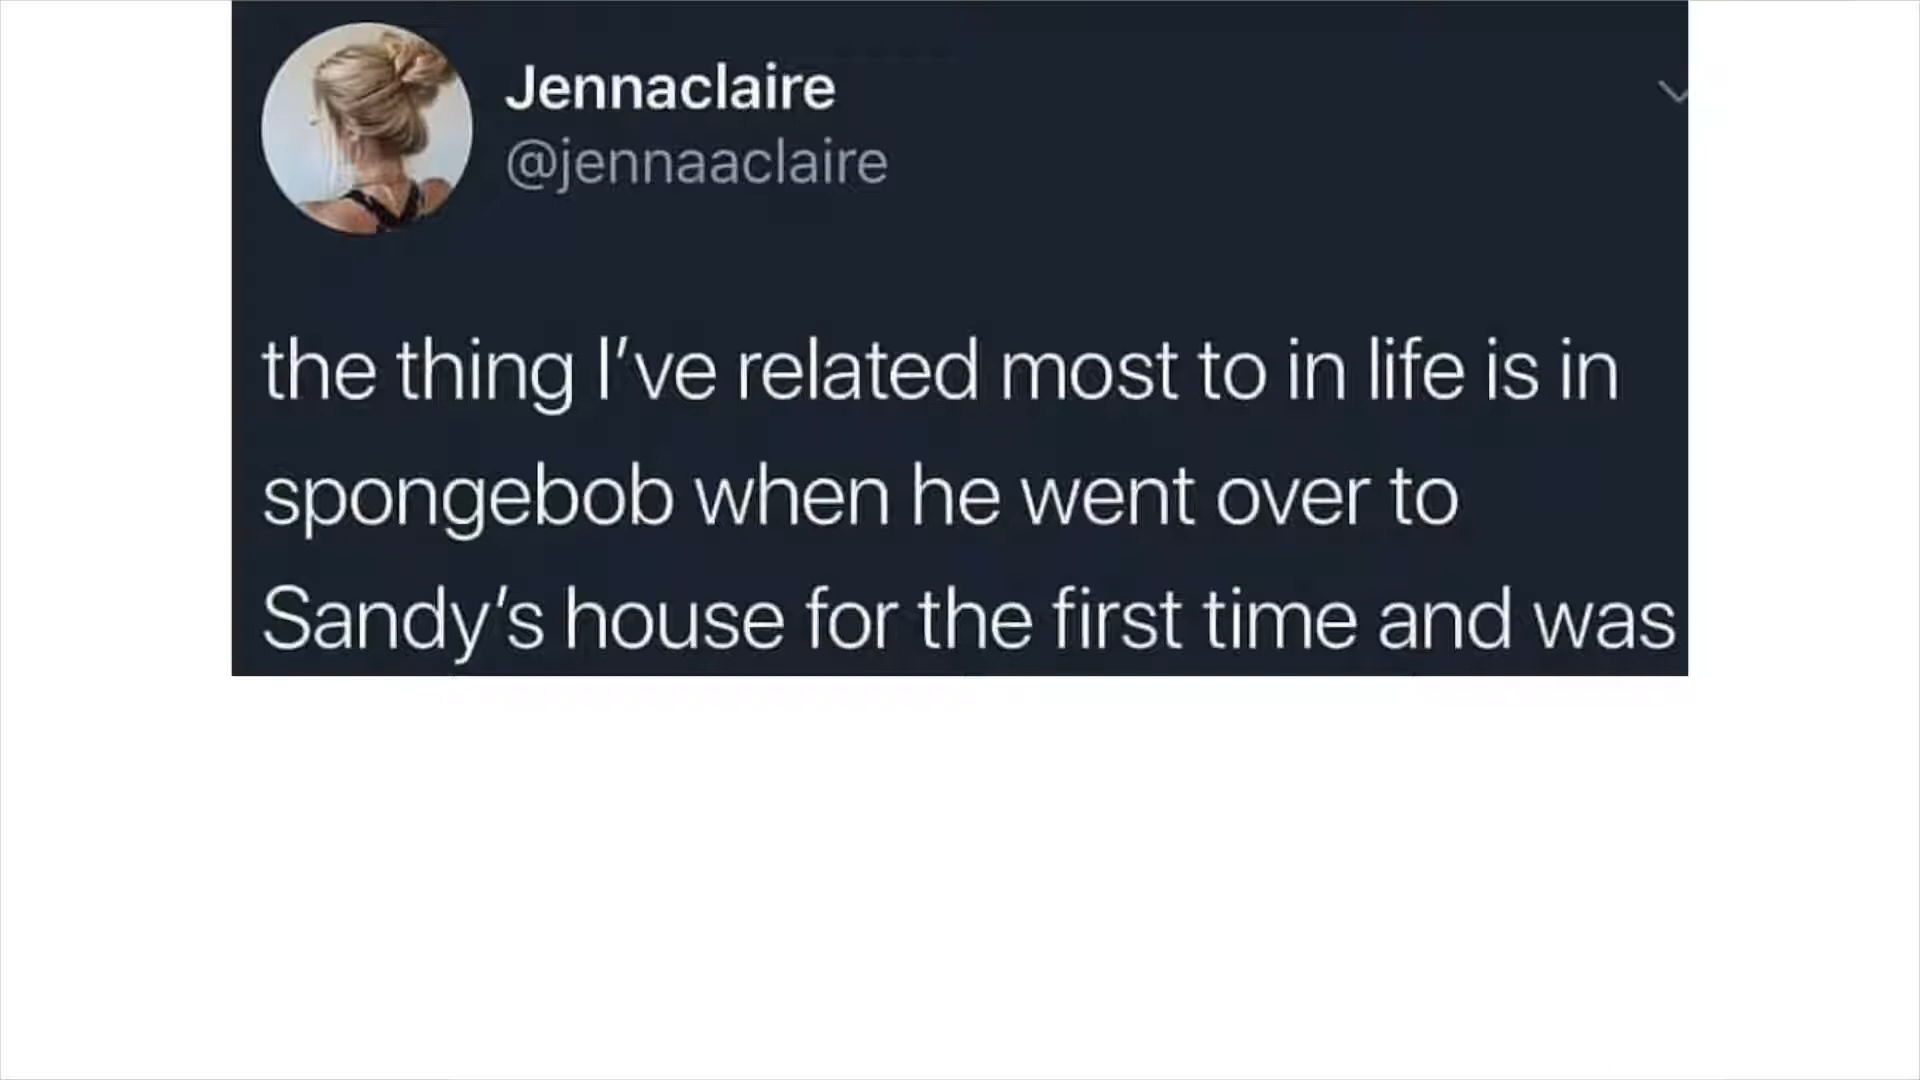 Jennaclaire
@jennaaclaire
the thing I've related most to in life is in
spongebob when he went over to
Sandy's house for the first time and was